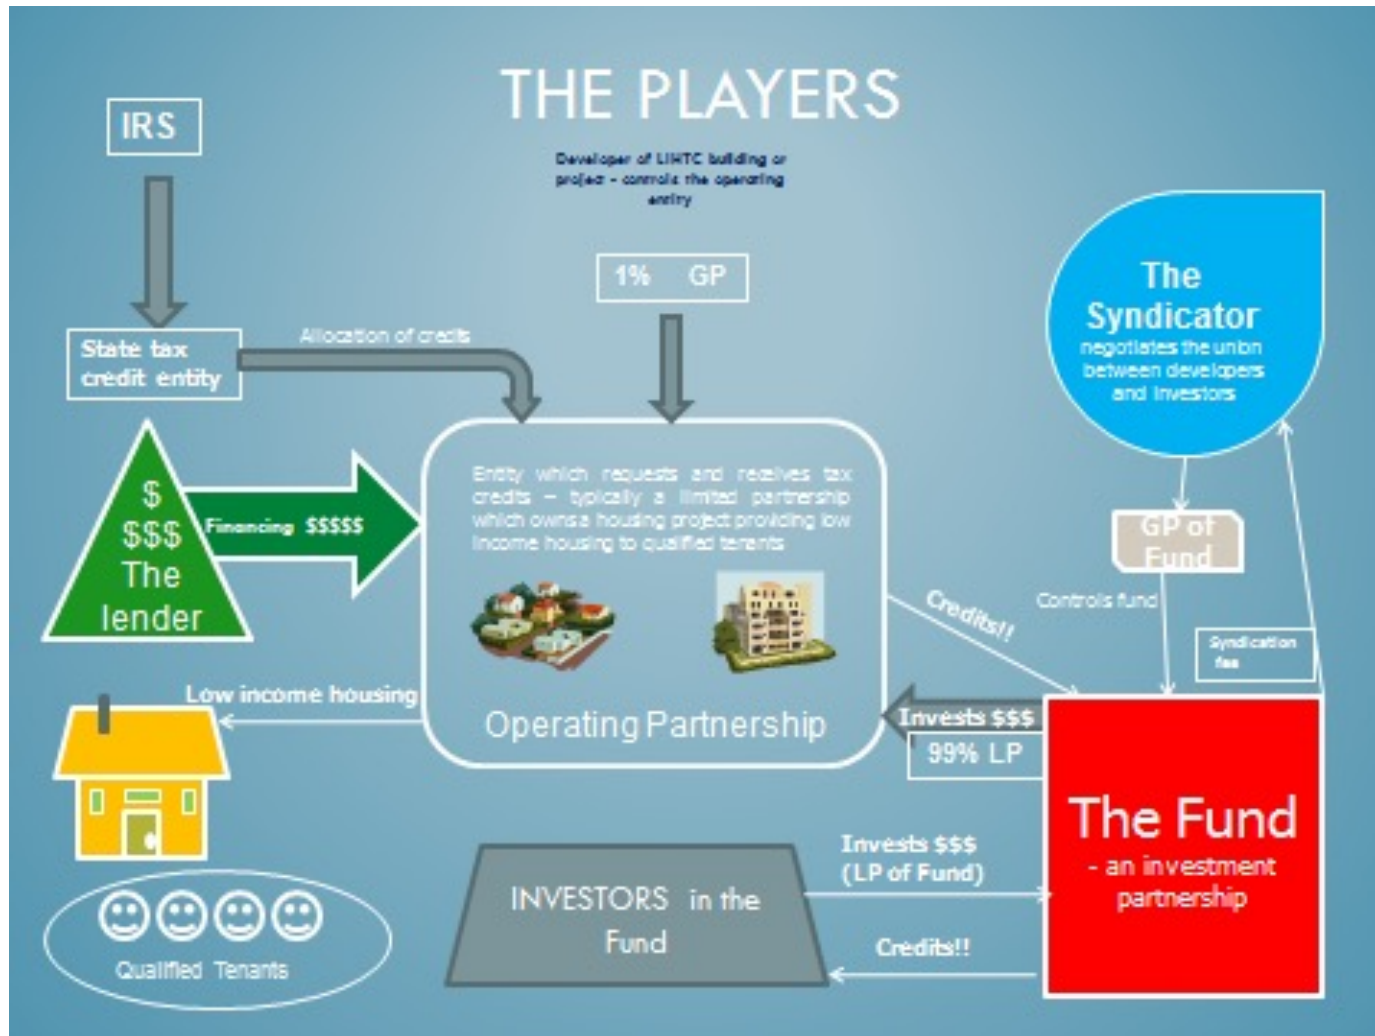 THE PLAYERS
IRS
Developer of LIHTC building or
project - controls the operating
entity
1% GP
The
Syndicator
negotiates the union
between developers
and investors
State tax
credit entity
Allocation of credits
$
$$$
The
lender
Financing $$$$$
Entity which requests and receives tax
credits – typically a limited partnership
which owns a housing project providing low
income housing to qualified tenants
Operating Partnership
GP of
Fund
Controls fund
Credits!!
Syndication
fee
Low income housing
Invests $$$
99% LP
The Fund
- an investment
partnership
Invests $$$
(LP of Fund)
INVESTORS in the
Fund
Credits!!
Qualified Tenants